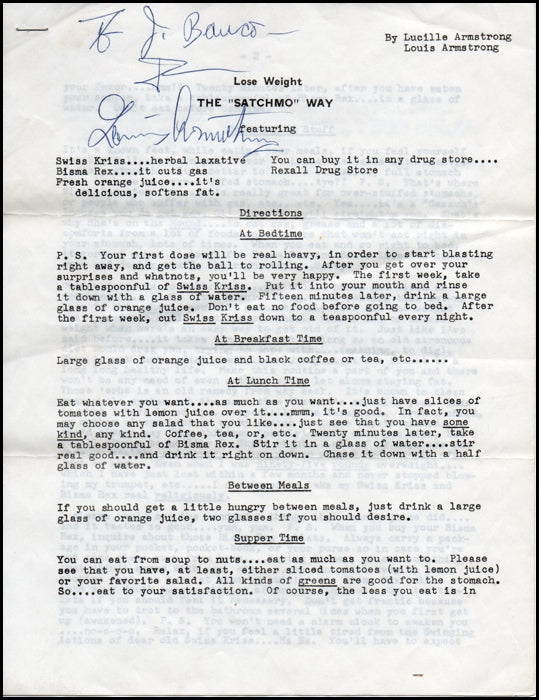 To J. Bauco
By Lucille Armstrong
Louis Armstrong
Lose Weight
THE "SATCHMO" WAY
featuring
Louis Armstrong
Swiss Kriss....herbal laxative
Bisma Rex....it cuts gas
Fresh orange juice....it's
delicious, softens fat.
You can buy it in any drug store....
Rexall Drug Store
Directions
At Bedtime
P. S.  Your first dose will be real heavy, in order to start blasting
right away, and get the ball to rolling.  After you get over your
surprises and whatnots, you'll be very happy.  The first week, take
a tablespoonful of Swiss Kriss.  Put it into your mouth and rinse
it down with a glass of water.  Fifteen minutes later, drink a large
glass of orange juice.  Don't eat no food before going to bed.  After
the first week, cut Swiss Kriss down to a teaspoonful every night.
At Breakfast Time
Large glass of orange juice and black coffee or tea, etc......
At Lunch Time
Eat whatever you want....as much as you want....just have slices of
tomatoes with lemon juice over it....mmm, it's good.  In fact, you
may choose any salad that you like....just see that you have some
kind, any kind.  Coffee, tea, or, etc.  Twenty minutes later, take
a tablespoonful of Bisma Rex.  Stir it in a glass of water....stir
real good....and drink it right on down.  Chase it down with a half
glass of water.
Between Meals
If you should get a little hungry between meals, just drink a large
glass of orange juice, two glasses if you should desire.
Supper Time
You can eat from soup to nuts....eat as much as you want to.  Please
see that you have, at least, either sliced tomatoes (with lemon juice)
or your favorite salad.  All kinds of greens are good for the stomach.
So....eat to your satisfaction.  Of course, the less you eat is in